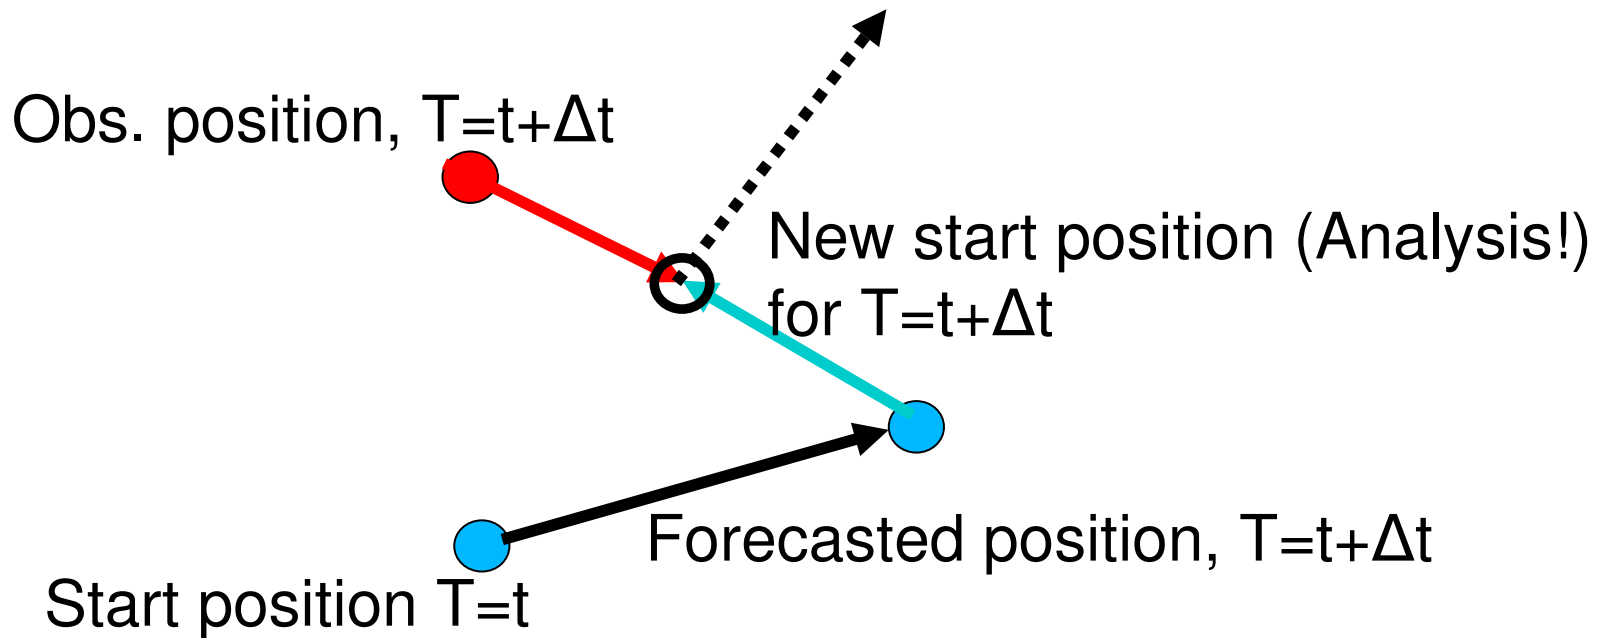 Obs. position, T=t+Δt
New start position (Analysis!)
for T=t+Δt
Forecasted position, T=t+Δt
Start position T=t